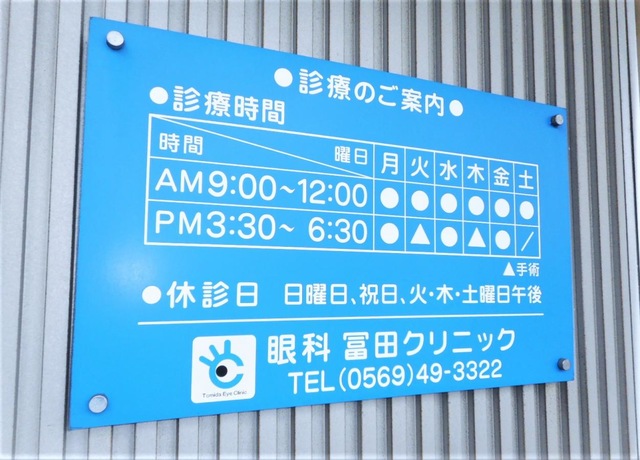 ●診療のご案内●
●診療時間
時間 曜日 月 火 水 木 金 土
AM9:00~12:00 ● ● ● ● ● ●
PM3:30~ 6:30 ● ▲ ● ▲ ● /
▲手術
●休診日 日曜日、祝日、火・木・土曜日午後
眼科 冨田クリニック
TEL(0569)49-3322
Tomida Eye Clinic